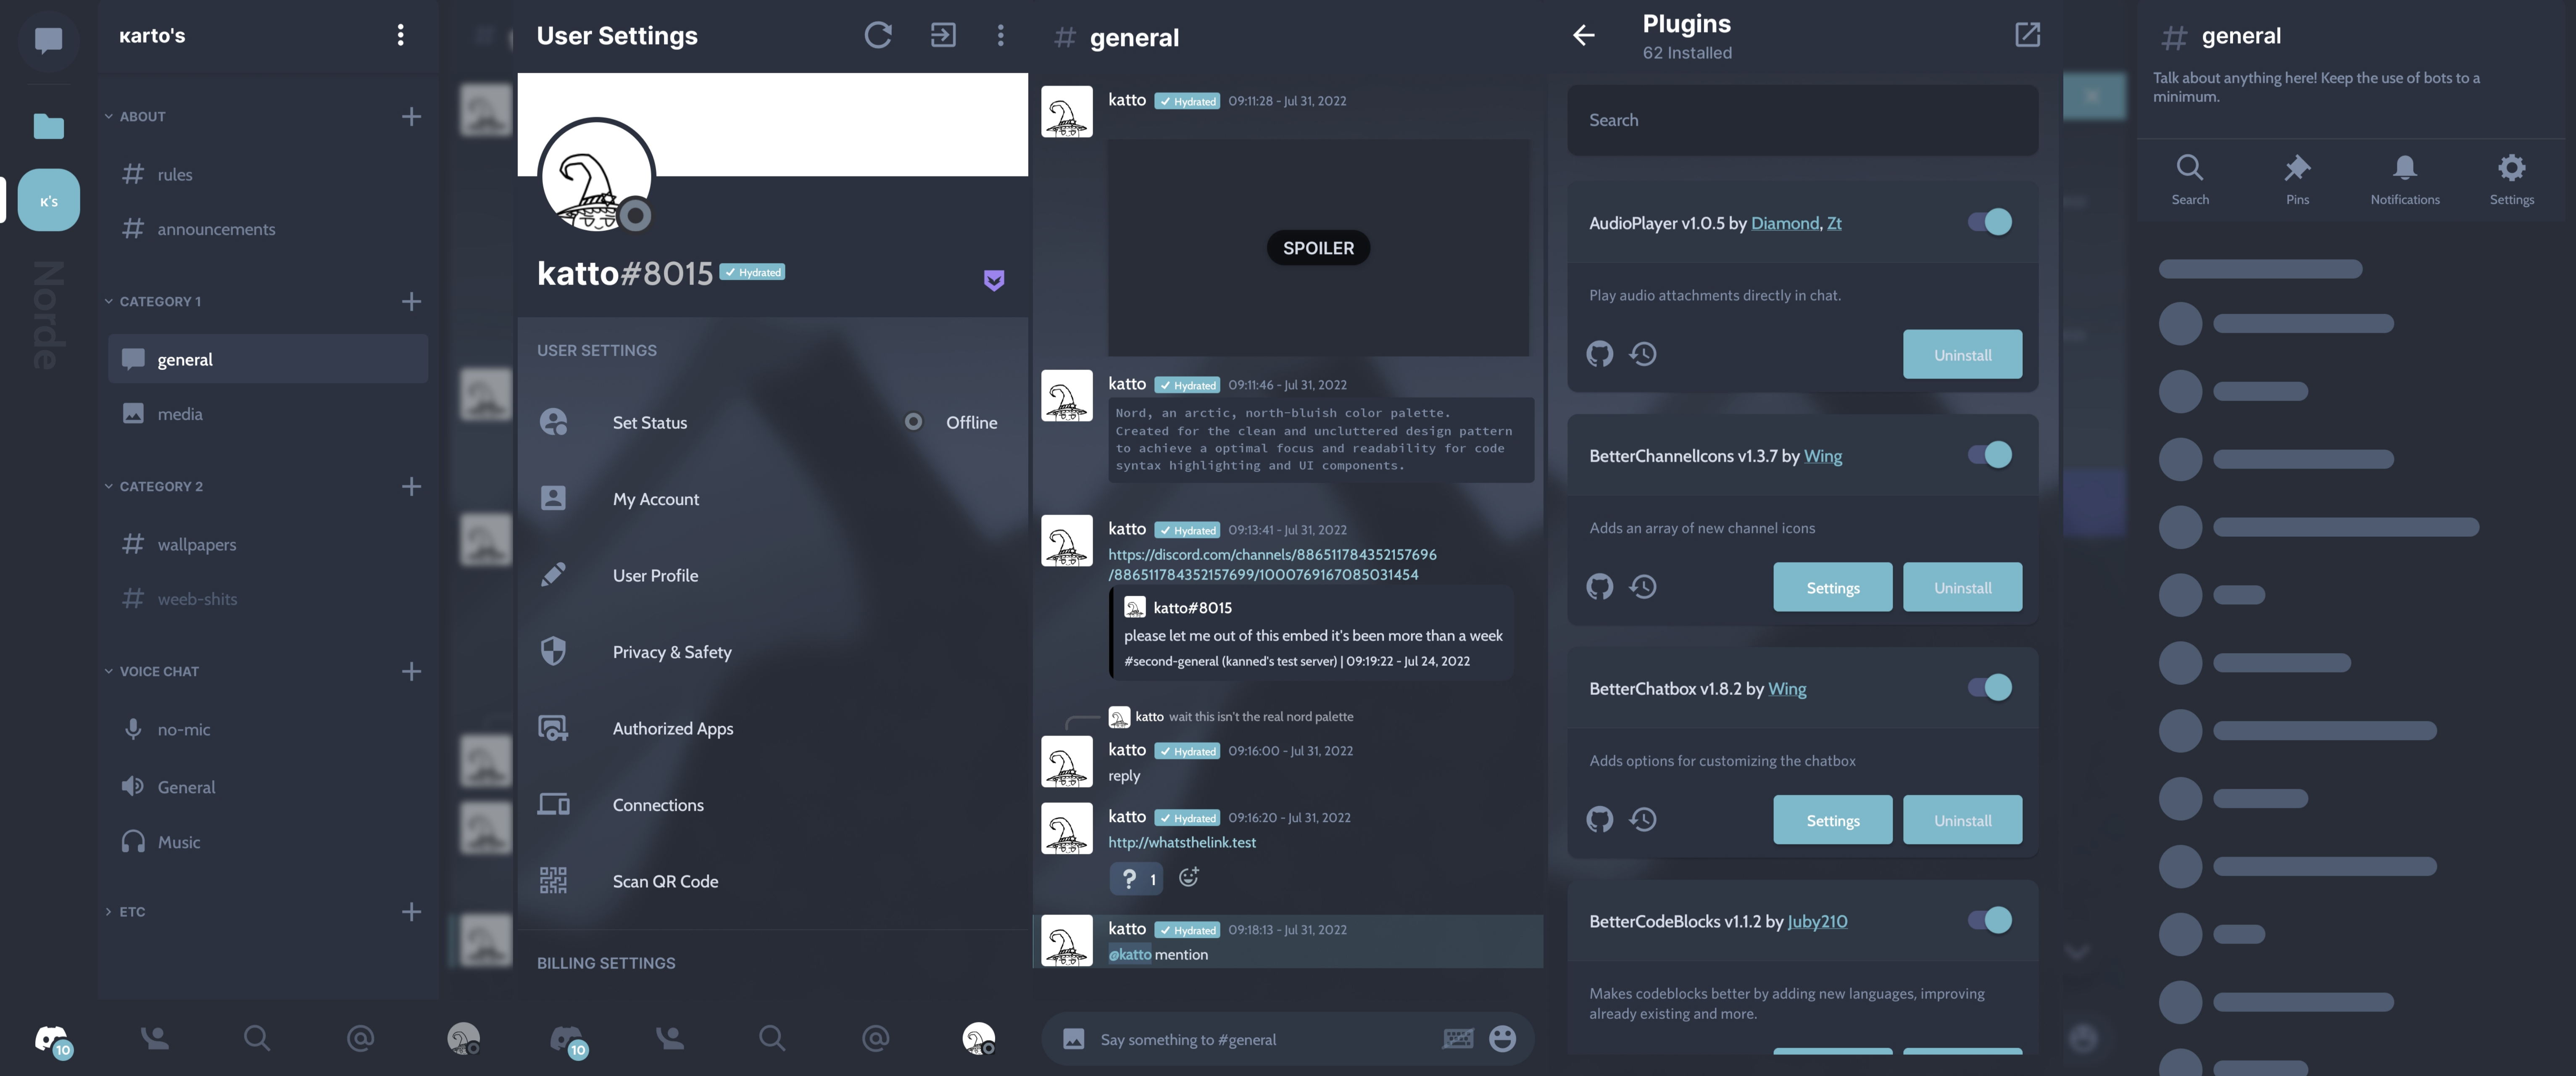 кarto's
ABOUT
rules
announcements
CATEGORY 1
general
media
CATEGORY 2
wallpapers
weeb-shits
VOICE CHAT
no-mic
General
Music
ETC
к's
Norde
10
User Settings
katto#8015
Hydrated
USER SETTINGS
Set Status
Offline
My Account
User Profile
Privacy & Safety
Authorized Apps
Connections
Scan QR Code
BILLING SETTINGS
10
general
katto Hydrated 09:11:28 - Jul 31, 2022
SPOILER
katto Hydrated 09:11:46 - Jul 31, 2022
Nord, an arctic, north-bluish color palette.
Created for the clean and uncluttered design pattern
to achieve a optimal focus and readability for code
syntax highlighting and UI components.
katto Hydrated 09:13:41 - Jul 31, 2022
https://discord.com/channels/886511784352157696
/886511784352157699/1000769167085031454
katto#8015
please let me out of this embed it's been more than a week
#second-general (kanned's test server) | 09:19:22 - Jul 24, 2022
katto wait this isn't the real nord palette
katto Hydrated 09:16:00 - Jul 31, 2022
reply
katto Hydrated 09:16:20 - Jul 31, 2022
http://whatsthelink.test
? 1
katto Hydrated 09:18:13 - Jul 31, 2022
@katto mention
Say something to #general
Plugins
62 Installed
Search
AudioPlayer v1.0.5 by Diamond, Zt
Play audio attachments directly in chat.
Uninstall
BetterChannelIcons v1.3.7 by Wing
Adds an array of new channel icons
Settings
Uninstall
BetterChatbox v1.8.2 by Wing
Adds options for customizing the chatbox
Settings
Uninstall
BetterCodeBlocks v1.1.2 by Juby210
Makes codeblocks better by adding new languages, improving
already existing and more.
general
Talk about anything here! Keep the use of bots to a
minimum.
Search
Pins
Notifications
Settings